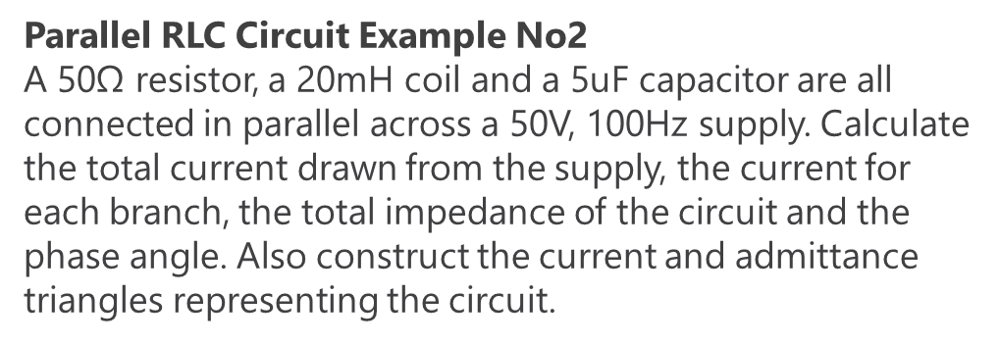 Parallel RLC Circuit Example No2
A 50Ω resistor, a 20mH coil and a 5uF capacitor are all
connected in parallel across a 50V, 100Hz supply. Calculate
the total current drawn from the supply, the current for
each branch, the total impedance of the circuit and the
phase angle. Also construct the current and admittance
triangles representing the circuit.